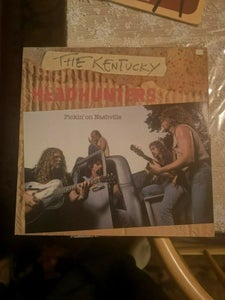 THE KENTUCKY
HEADHUNTERS
Pickin' on Nashville